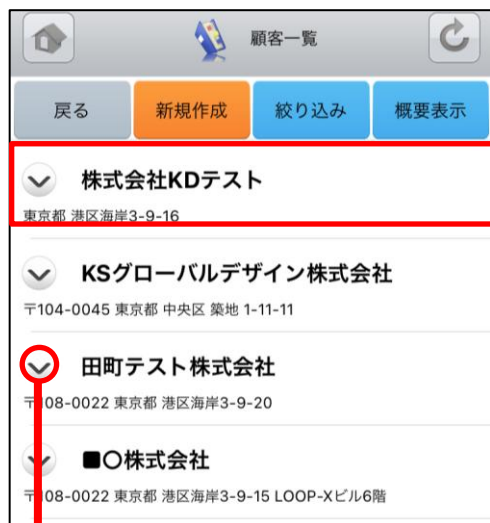 顧客一覧
戻る 新規作成 絞り込み 概要表示
株式会社KDテスト
東京都 港区海岸3-9-16
KSグローバルデザイン株式会社
〒104-0045 東京都 中央区 築地 1-11-11
田町テスト株式会社
〒108-0022 東京都 港区海岸3-9-20
■〇株式会社
〒108-0022 東京都 港区海岸3-9-15 LOOP-Xビル6階